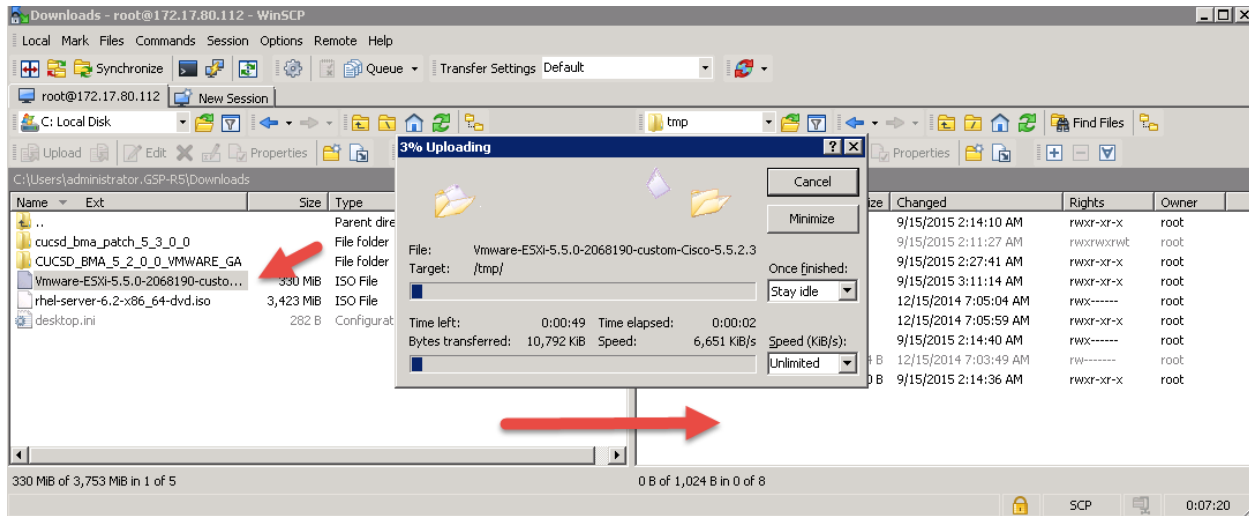 Downloads - root@172.17.80.112 - WinSCP
Local Mark Files Commands Session Options Remote Help
Synchronize Queue Transfer Settings Default
root@172.17.80.112 New Session
C: Local Disk tmp Find Files
Upload Edit Properties Properties
C:\Users\administrator.GSP-R5\Downloads
Name Ext Size Type
.. Parent dire
cucsd_bma_patch_5_3_0_0 File folder
CUCSD_BMA_5_2_0_0_VMWARE_GA File folder
Vmware-ESXi-5.5.0-2068190-custo... 330 MiB ISO File
rhel-server-6.2-x86_64-dvd.iso 3,423 MiB ISO File
desktop.ini 282 B Configurat
3% Uploading
Cancel
Minimize
File: Vmware-ESXi-5.5.0-2068190-custom-Cisco-5.5.2.3
Target: /tmp/
Once finished:
Stay idle
Time left: 0:00:49 Time elapsed: 0:00:02
Bytes transferred: 10,792 KiB Speed: 6,651 KiB/s
Speed (KiB/s):
Unlimited
ize Changed Rights Owner
9/15/2015 2:14:10 AM rwxr-xr-x root
9/15/2015 2:11:27 AM rwxrwxrwt root
9/15/2015 2:27:41 AM rwxr-xr-x root
9/15/2015 3:11:14 AM rwxr-xr-x root
12/15/2014 7:05:04 AM rwx------ root
12/15/2014 7:05:59 AM rwxr-xr-x root
9/15/2015 2:14:40 AM rwx------ root
B 12/15/2014 7:03:49 AM rw------- root
B 9/15/2015 2:14:36 AM rwxr-xr-x root
330 MiB of 3,753 MiB in 1 of 5
0 B of 1,024 B in 0 of 8
SCP 0:07:20